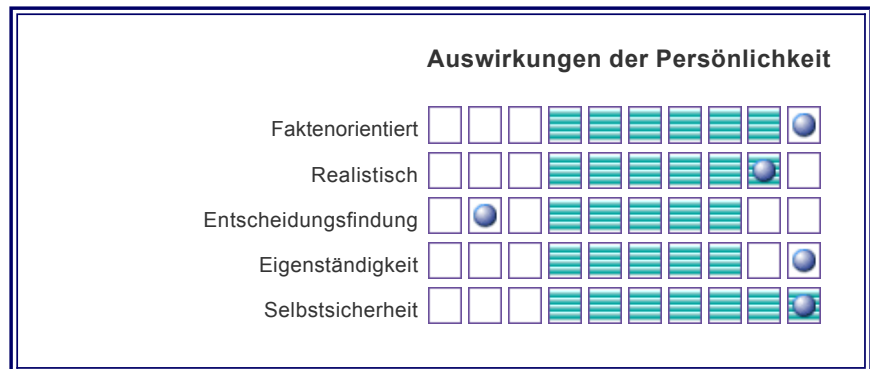 Auswirkungen der Persönlichkeit
Faktenorientiert
Realistisch
Entscheidungsfindung
Eigenständigkeit
Selbstsicherheit